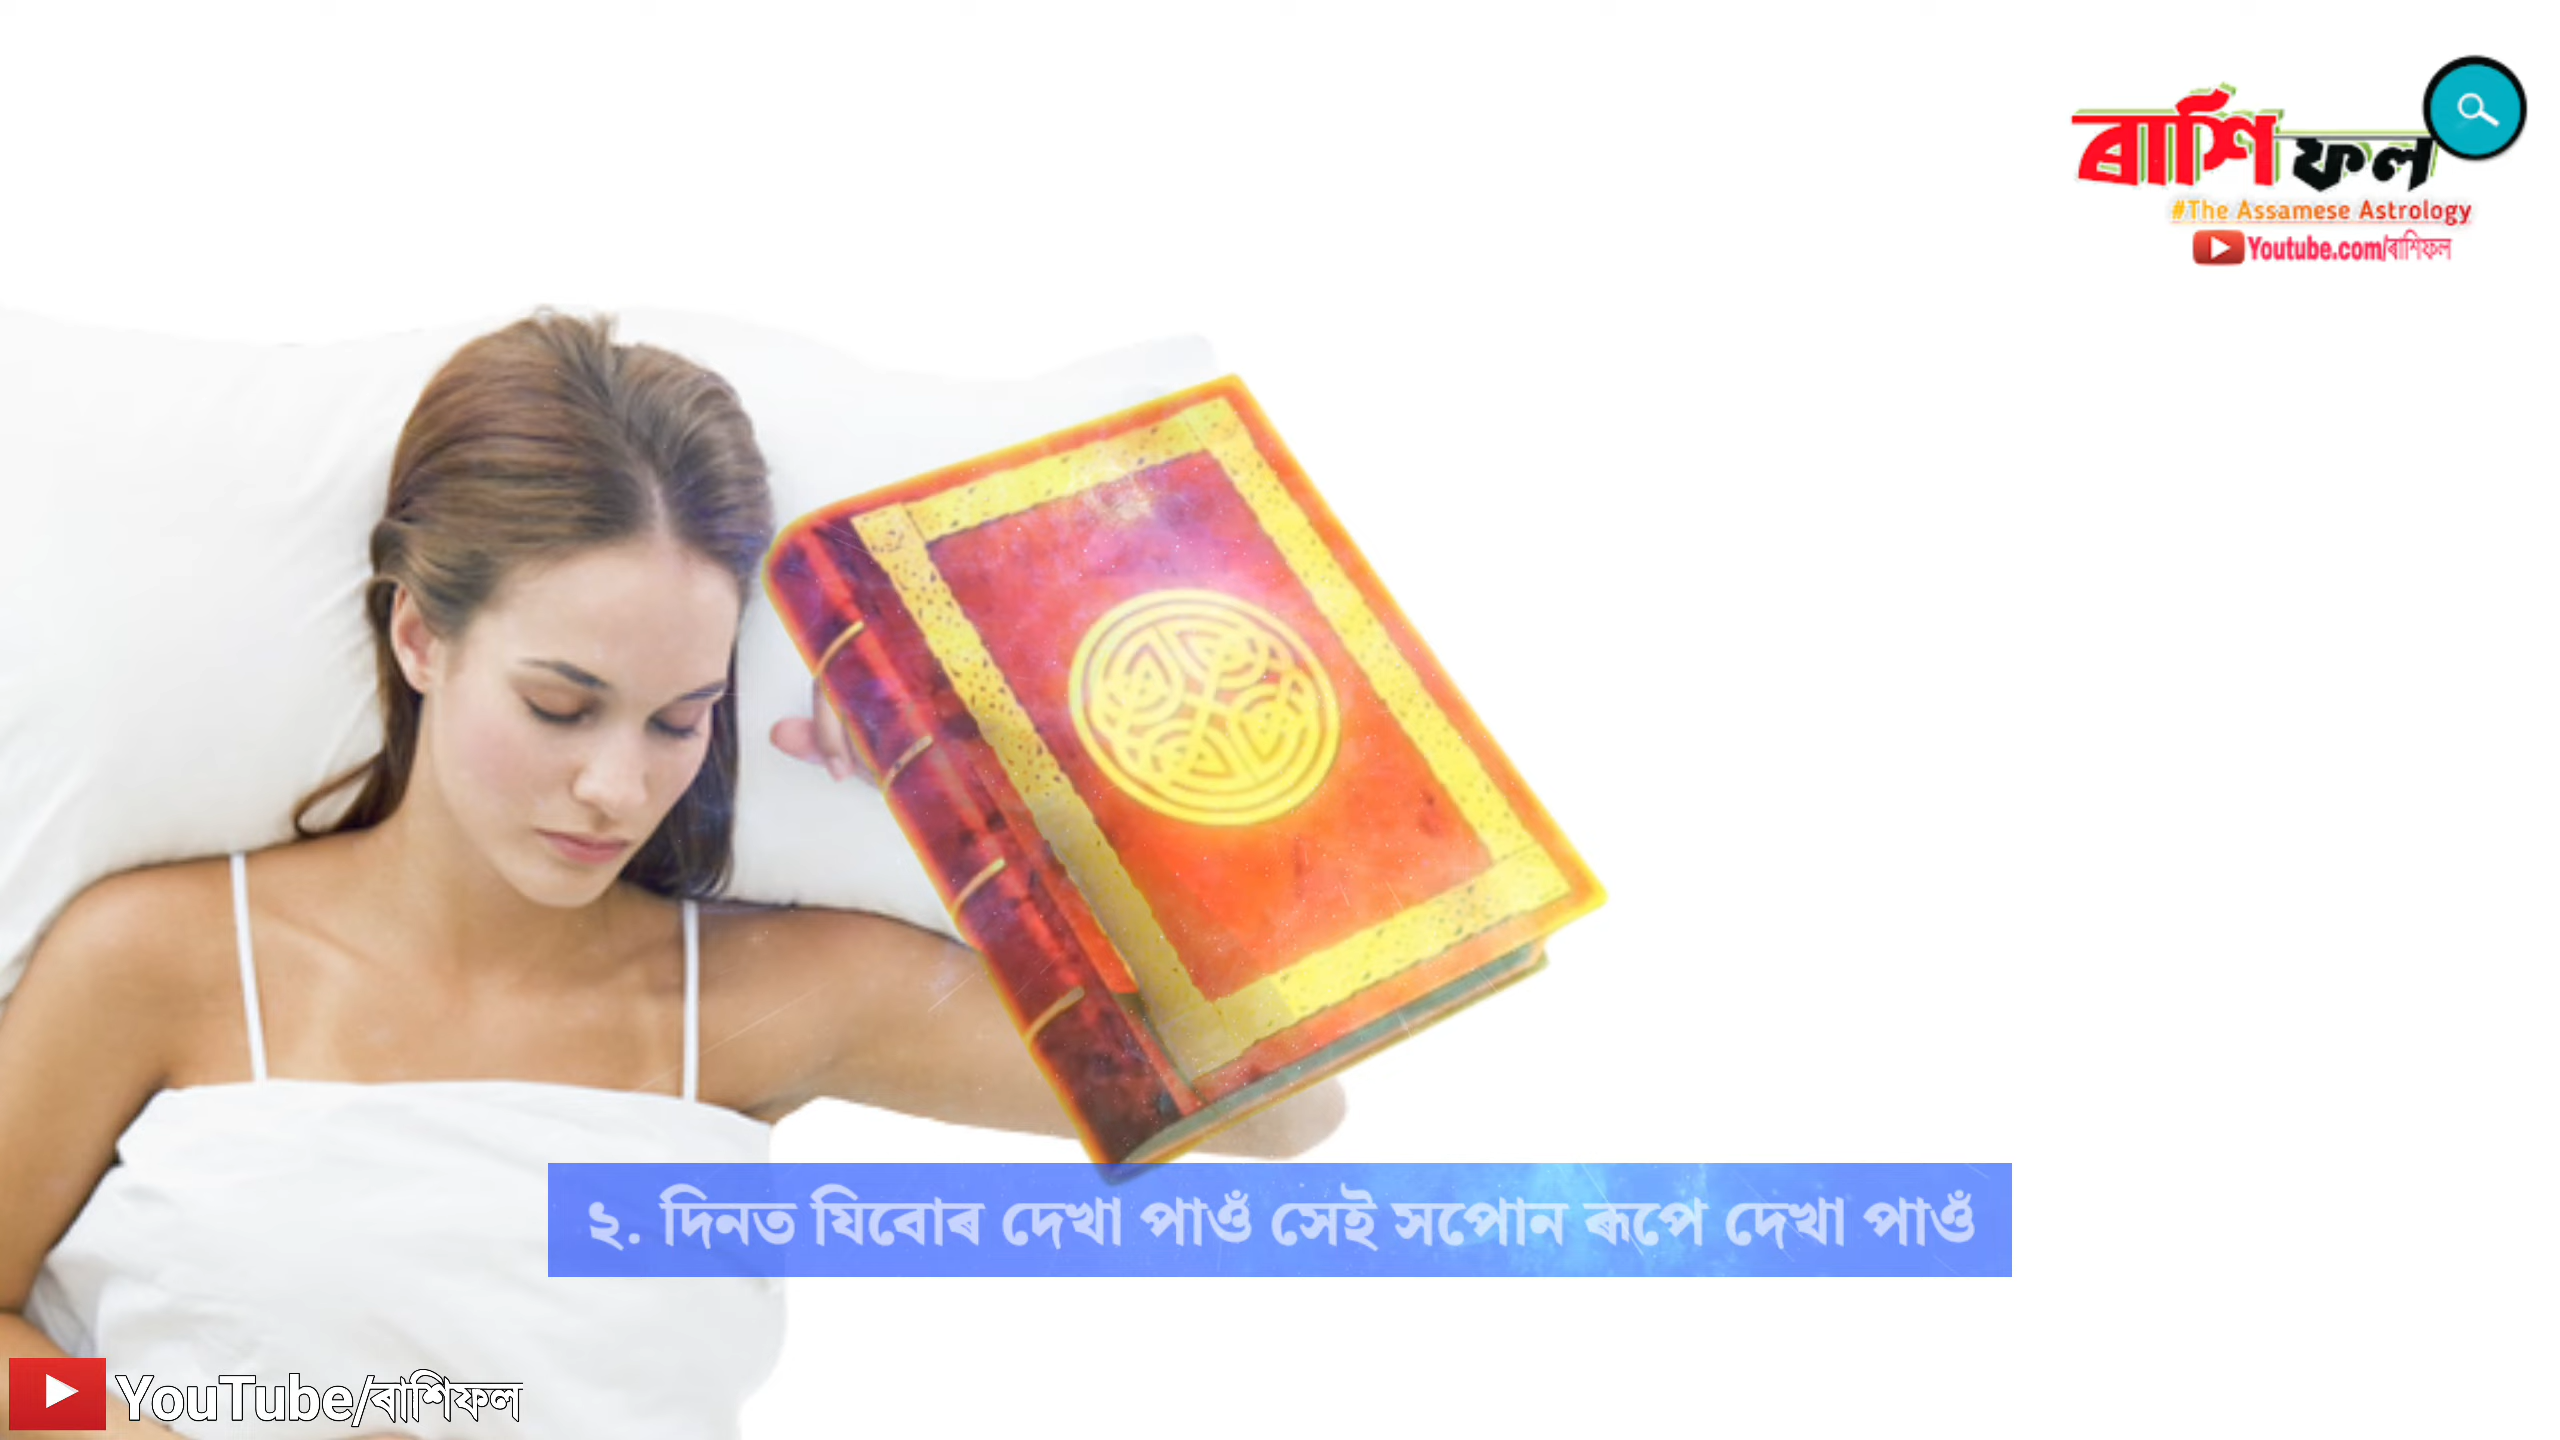 ৰাশিফল
#The Assamese Astrology
Youtube.com/ৰাশিফল
২. দিনত যিবোৰ দেখা পাওঁ সেই সপোন ৰূপে দেখা পাওঁ
YouTube/ৰাশিফল